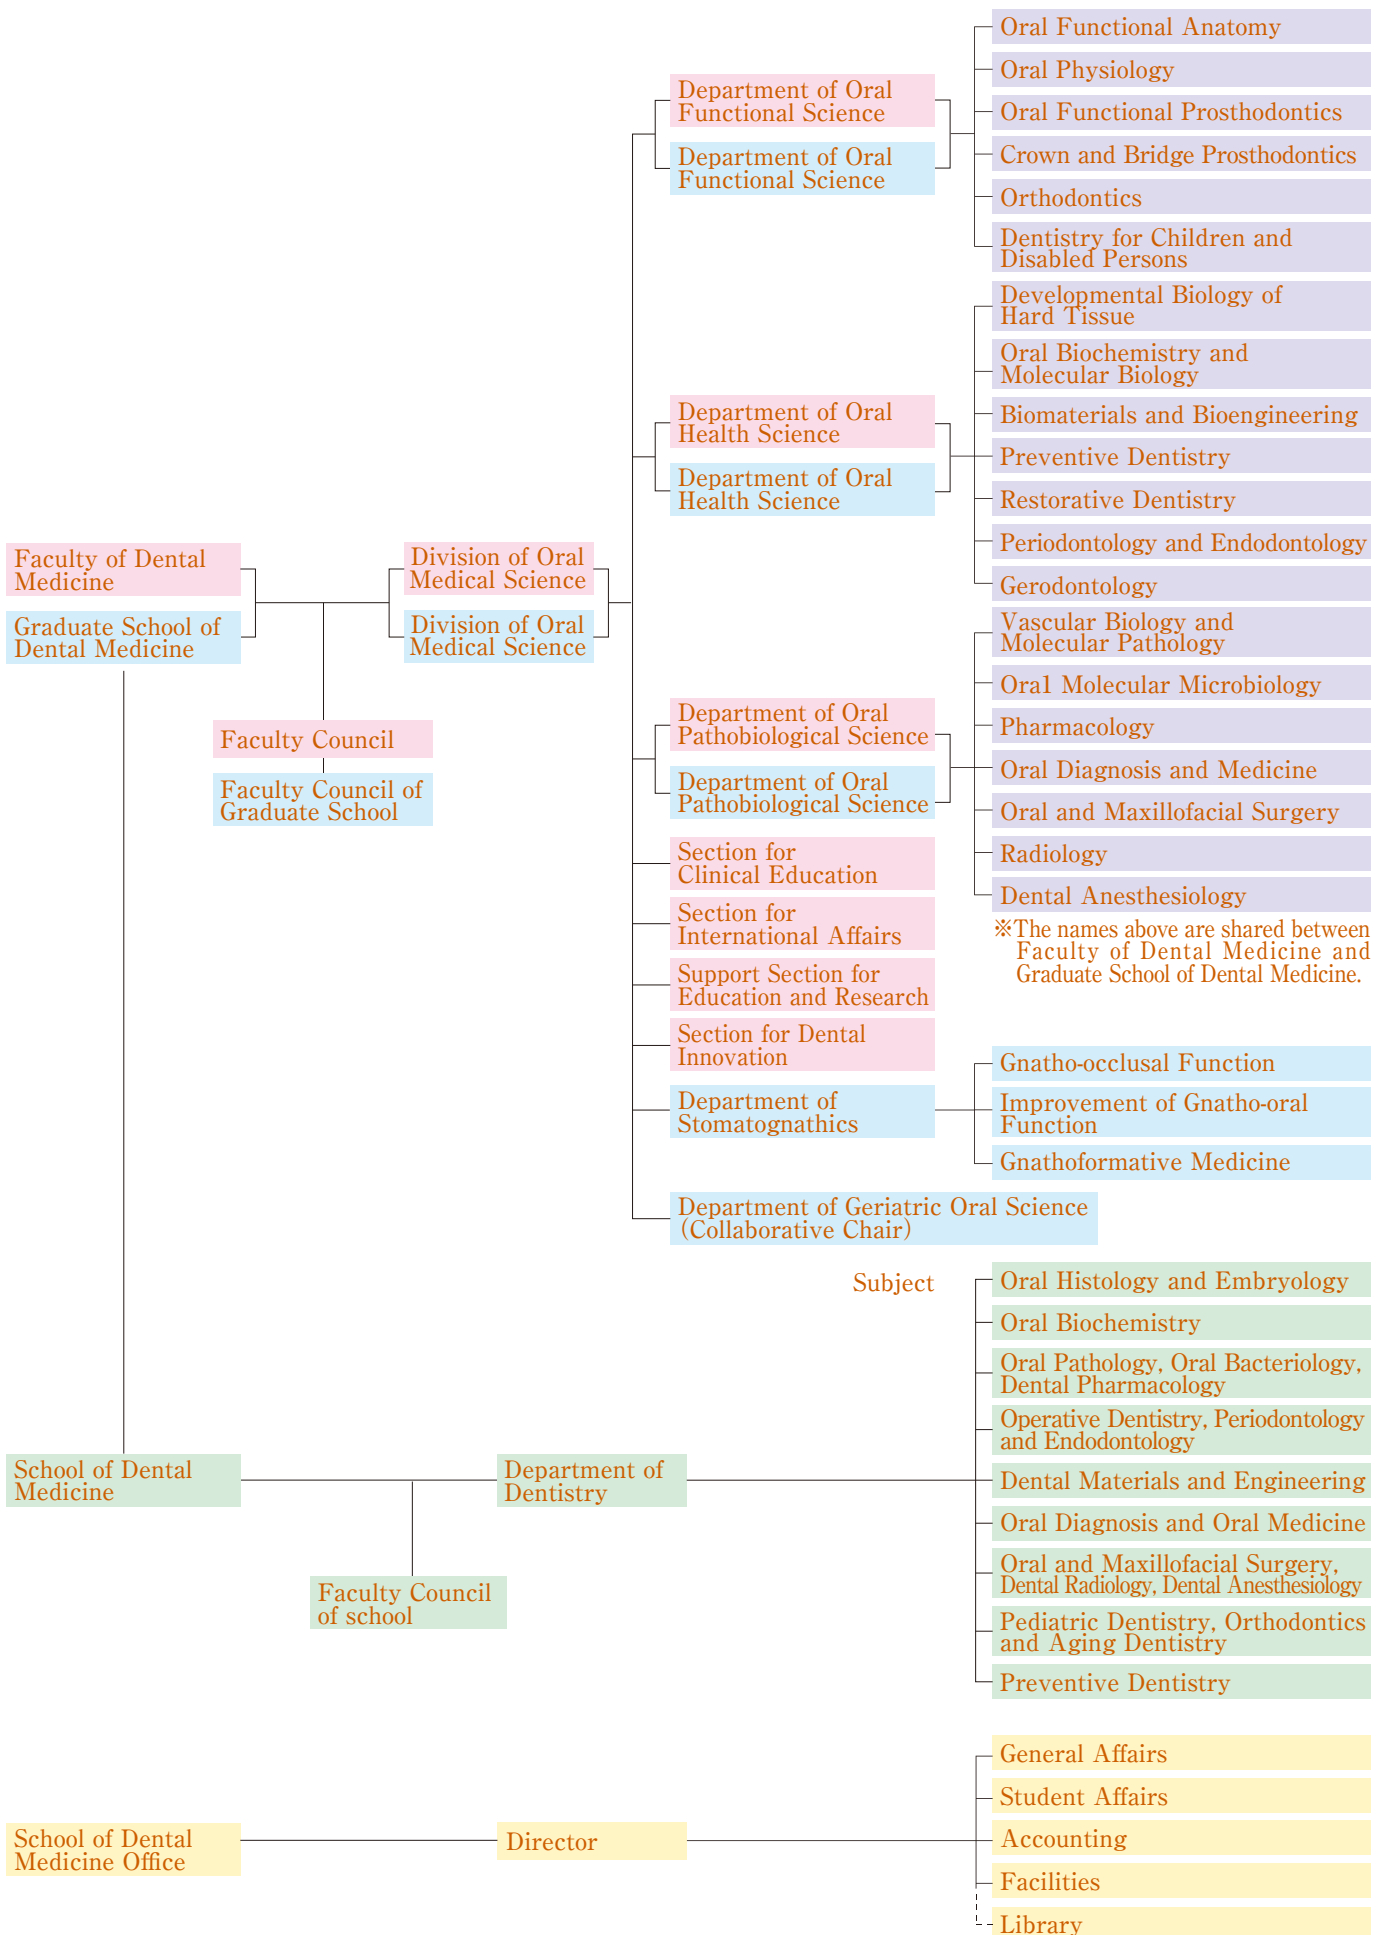 Faculty of Dental
Medicine
Graduate School of
Dental Medicine
Faculty Council
Faculty Council of
Graduate School
Division of Oral
Medical Science
Division of Oral
Medical Science
Department of Oral
Functional Science
Department of Oral
Functional Science
Oral Functional Anatomy
Oral Physiology
Oral Functional Prosthodontics
Crown and Bridge Prosthodontics
Orthodontics
Dentistry for Children and
Disabled Persons
Department of Oral
Health Science
Department of Oral
Health Science
Developmental Biology of
Hard Tissue
Oral Biochemistry and
Molecular Biology
Biomaterials and Bioengineering
Preventive Dentistry
Restorative Dentistry
Periodontology and Endodontology
Gerodontology
Department of Oral
Pathobiological Science
Department of Oral
Pathobiological Science
Vascular Biology and
Molecular Pathology
Ora1 Molecular Microbiology
Pharmacology
Oral Diagnosis and Medicine
Oral and Maxillofacial Surgery
Radiology
Dental Anesthesiology
※The names above are shared between
Faculty of Dental Medicine and
Graduate School of Dental Medicine.
Section for
Clinical Education
Section for
International Affairs
Support Section for
Education and Research
Section for Dental
Innovation
Department of
Stomatognathics
Gnatho-occlusal Function
Improvement of Gnatho-oral
Function
Gnathoformative Medicine
Department of Geriatric Oral Science
(Collaborative Chair)
School of Dental
Medicine
Faculty Council
of school
Department of
Dentistry
Subject
Oral Histology and Embryology
Oral Biochemistry
Oral Pathology, Oral Bacteriology,
Dental Pharmacology
Operative Dentistry, Periodontology
and Endodontology
Dental Materials and Engineering
Oral Diagnosis and Oral Medicine
Oral and Maxillofacial Surgery,
Dental Radiology, Dental Anesthesiology
Pediatric Dentistry, Orthodontics
and Aging Dentistry
Preventive Dentistry
School of Dental
Medicine Office
Director
General Affairs
Student Affairs
Accounting
Facilities
Library